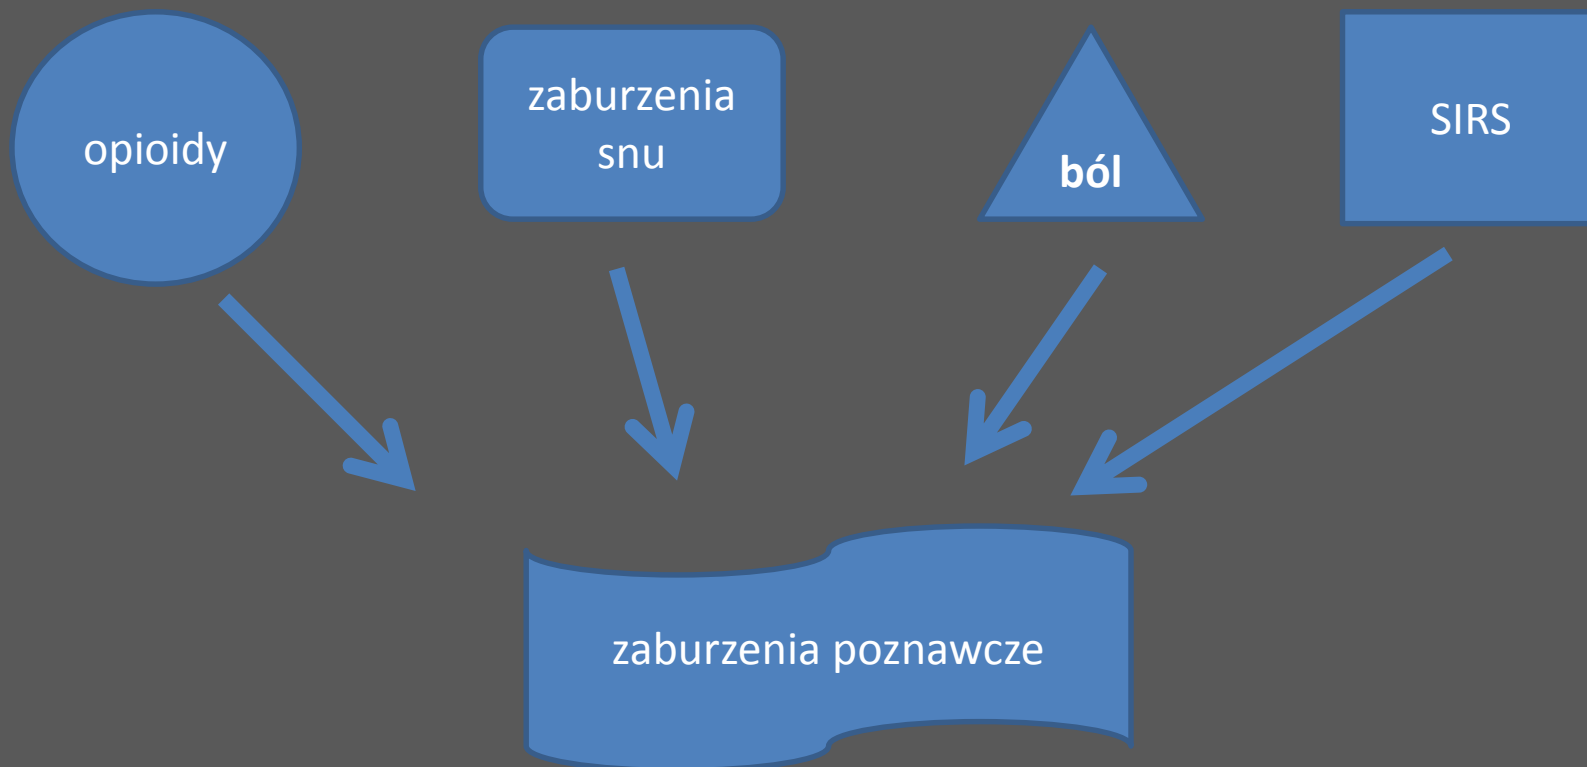 opioidy
zaburzenia
snu
ból
SIRS
zaburzenia poznawcze